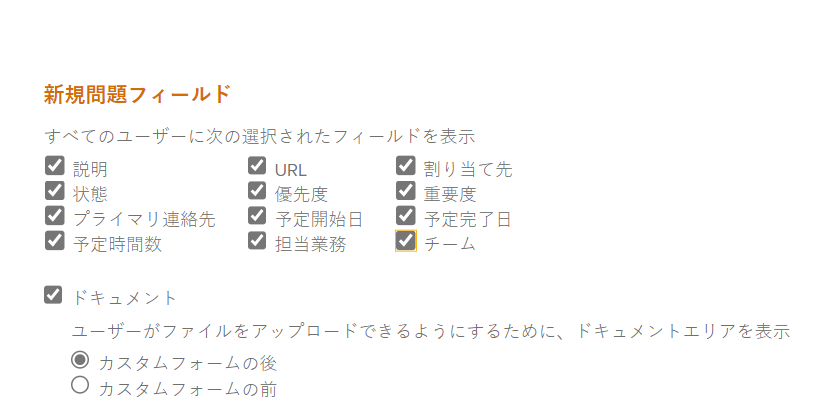 新規問題フィールド
すべてのユーザーに次の選択されたフィールドを表示
説明 URL 割り当て先
状態 優先度 重要度
プライマリ連絡先 予定開始日 予定完了日
予定時間数 担当業務 チーム
ドキュメント
ユーザーがファイルをアップロードできるようにするために、ドキュメントエリアを表示
カスタムフォームの後
カスタムフォームの前